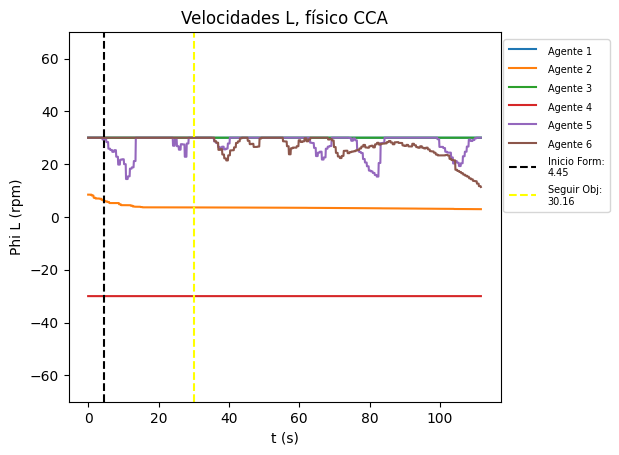 Velocidades L, físico CCA
Phi L (rpm)
60
40
20
0
−20
−40
−60
0
20
40
60
80
100
t (s)
Agente 1
Agente 2
Agente 3
Agente 4
Agente 5
Agente 6
Inicio Form:
4.45
Seguir Obj:
30.16